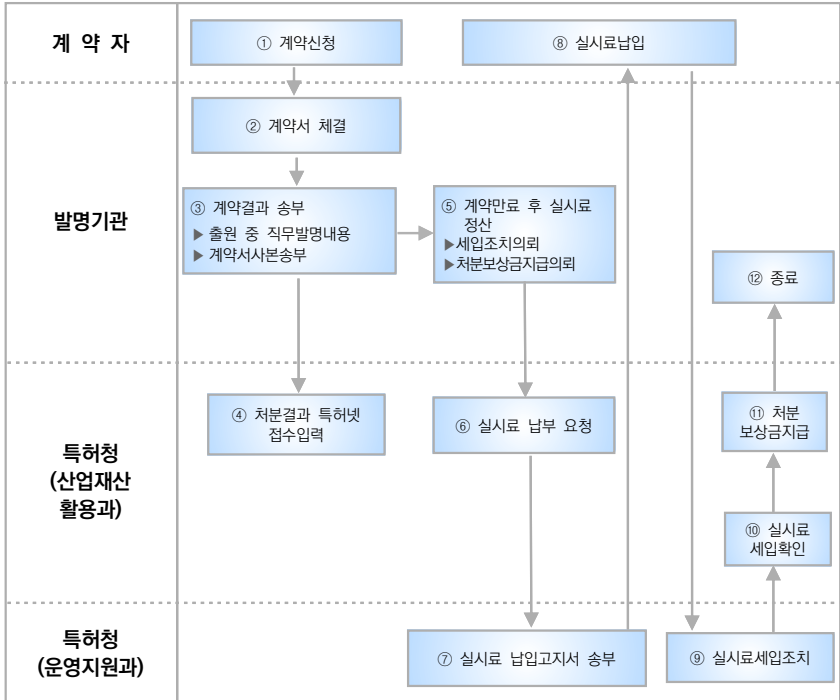 계 약 자
① 계약신청
⑧ 실시료납입
발명기관
② 계약서 체결
③ 계약결과 송부
▶ 출원 중 직무발명내용
▶ 계약서사본송부
⑤ 계약만료 후 실시료
정산
▶세입조치의뢰
▶처분보상금지급의뢰
⑫ 종료
특허청
(산업재산
활용과)
④ 처분결과 특허넷
접수입력
⑥ 실시료 납부 요청
⑪ 처분
보상금지급
⑩ 실시료
세입확인
특허청
(운영지원과)
⑦ 실시료 납입고지서 송부
⑨ 실시료세입조치